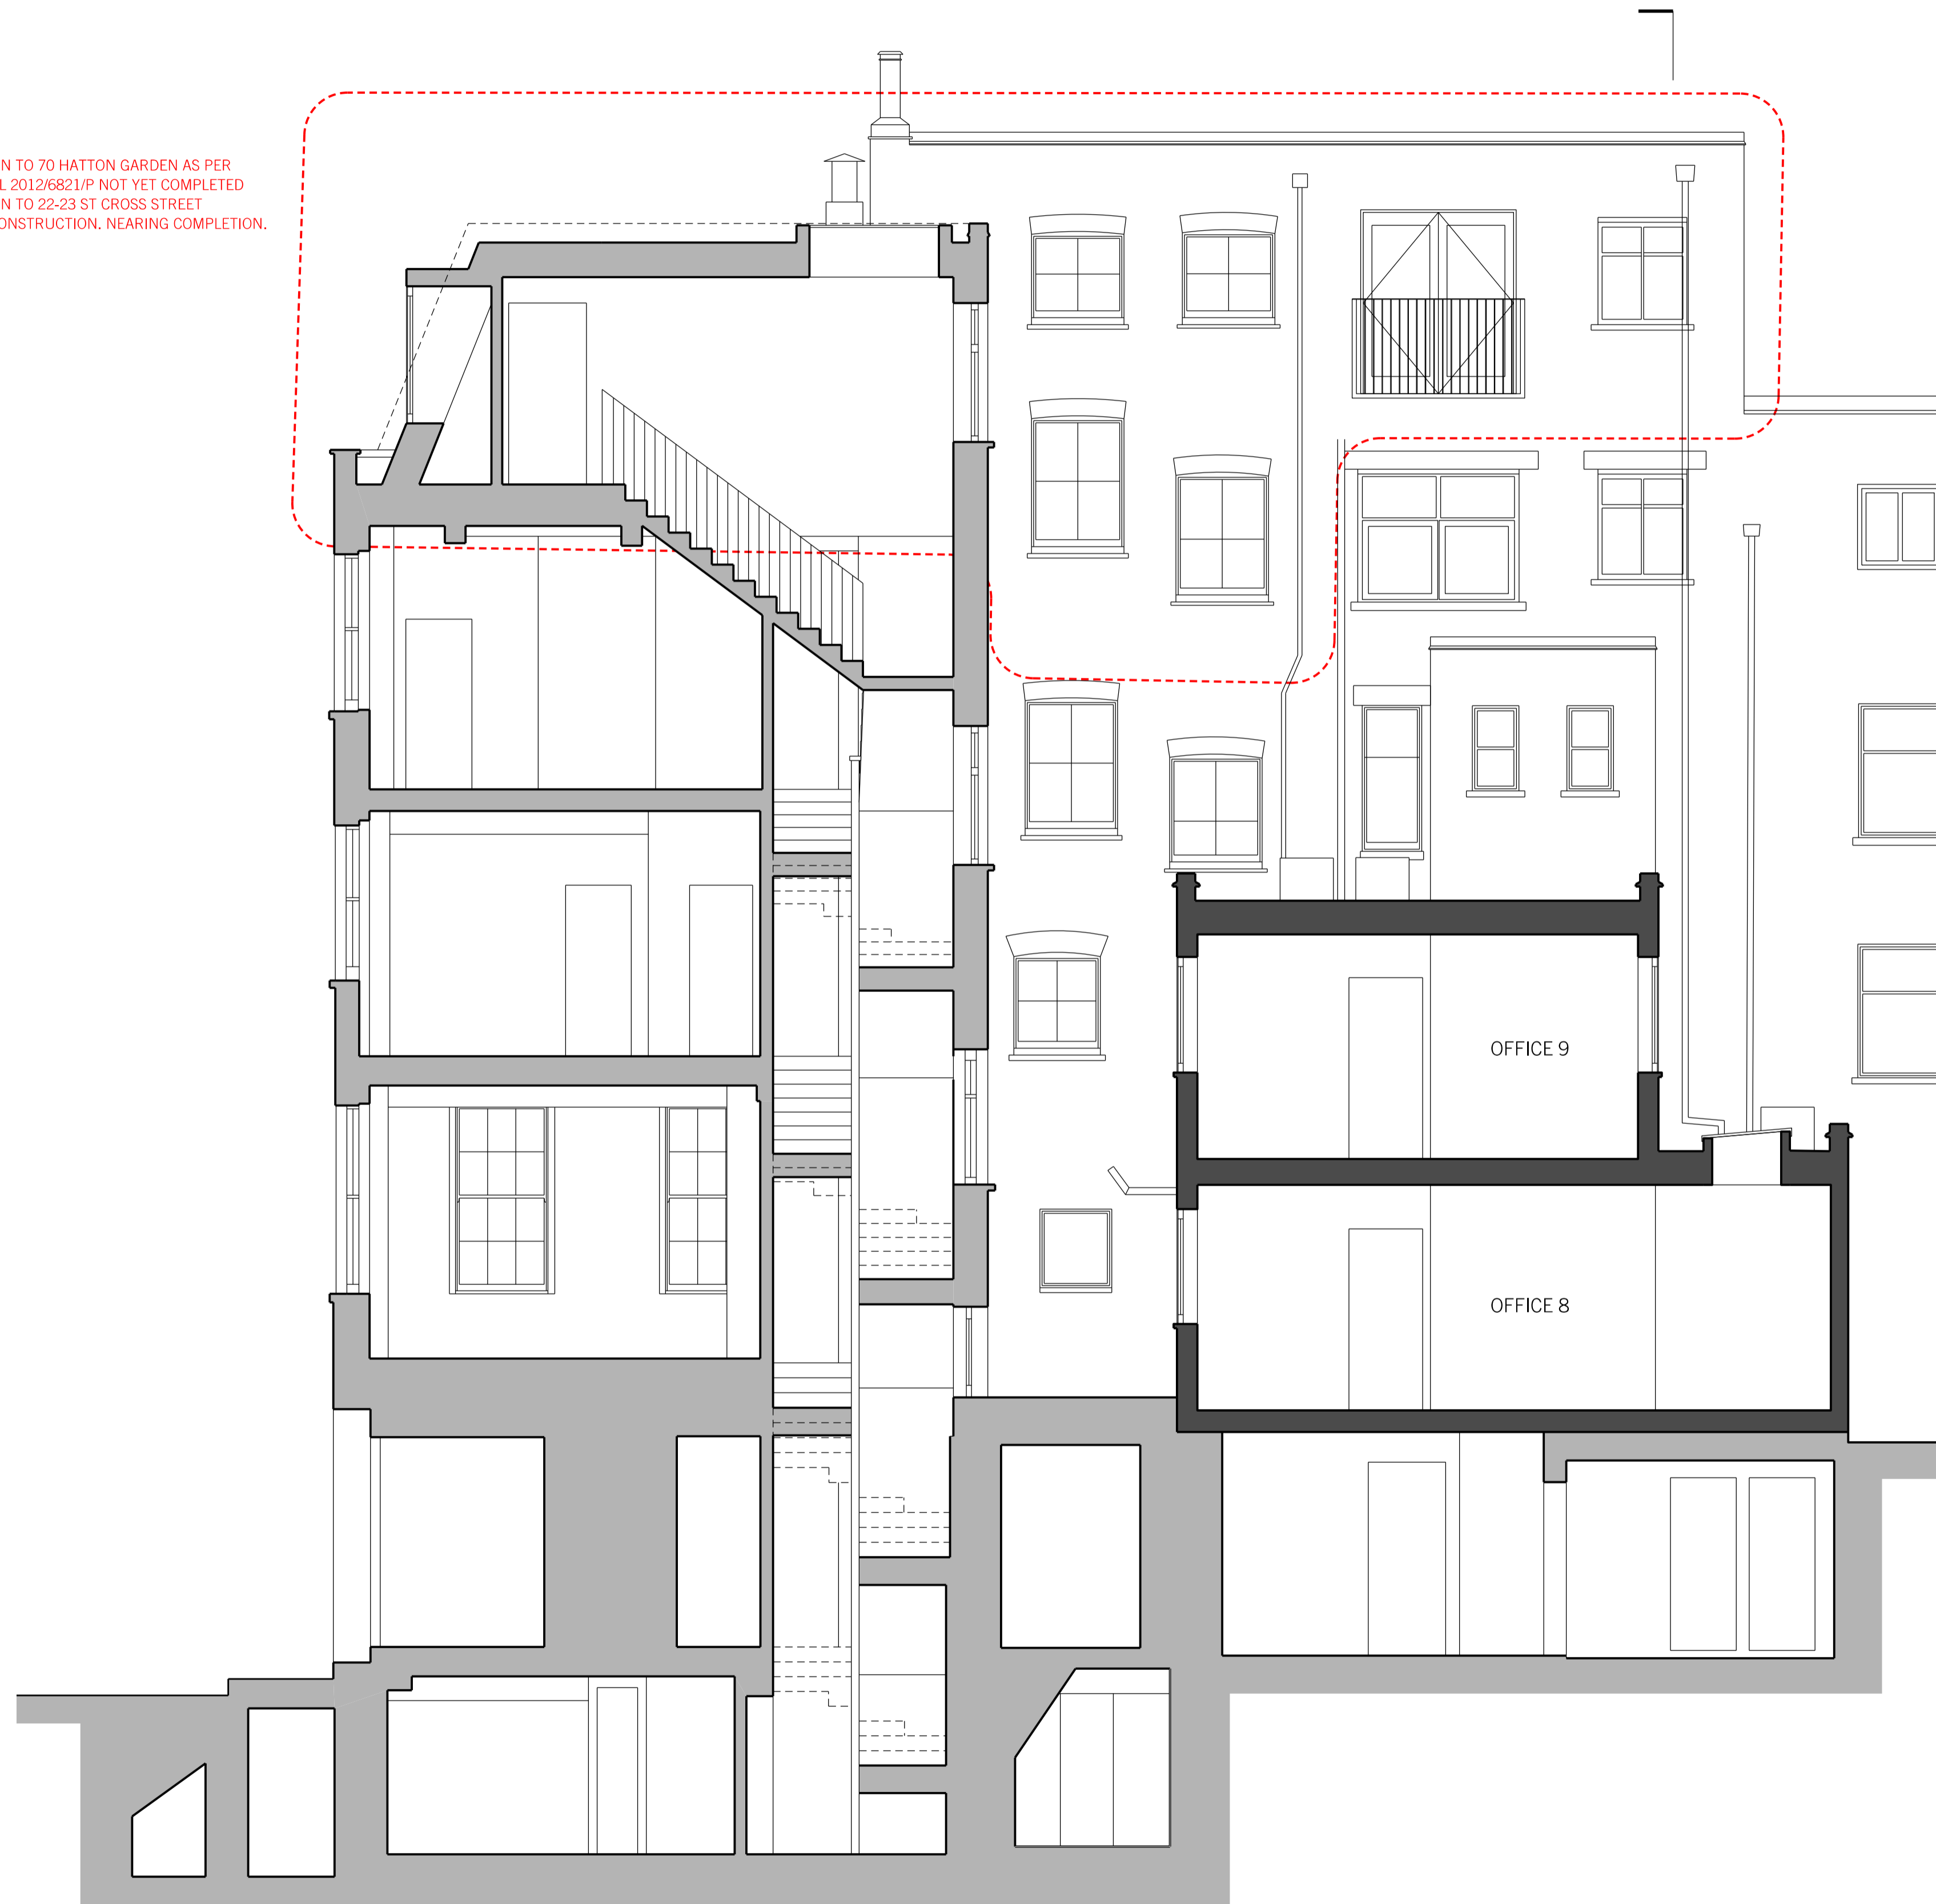 N TO 70 HATTON GARDEN AS PER
L 2012/6821/P NOT YET COMPLETED
N TO 22-23 ST CROSS STREET
ONSTRUCTION. NEARING COMPLETION.
OFFICE 9
OFFICE 8